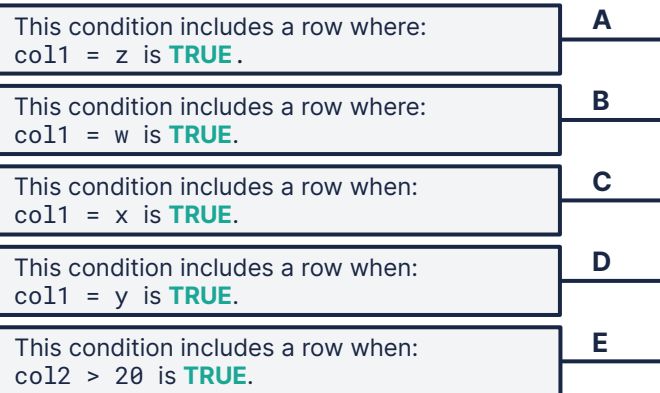 This condition includes a row where:
col1 = z is TRUE.
A
This condition includes a row where:
col1 = w is TRUE.
B
This condition includes a row when:
col1 = x is TRUE.
C
This condition includes a row when:
col1 = y is TRUE.
D
This condition includes a row when:
col2 > 20 is TRUE.
E